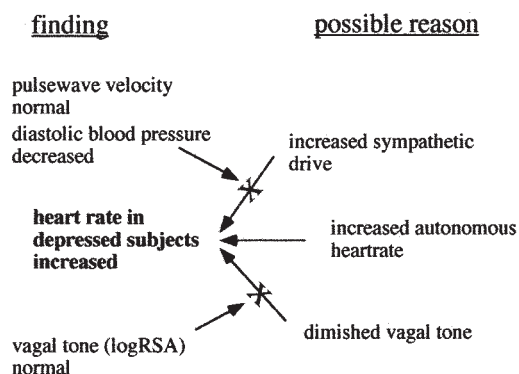 finding
possible reason
pulsewave velocity
normal
diastolic blood pressure
decreased
increased sympathetic
drive
heart rate in
depressed subjects
increased
increased autonomous
heartrate
dimished vagal tone
vagal tone (logRSA)
normal